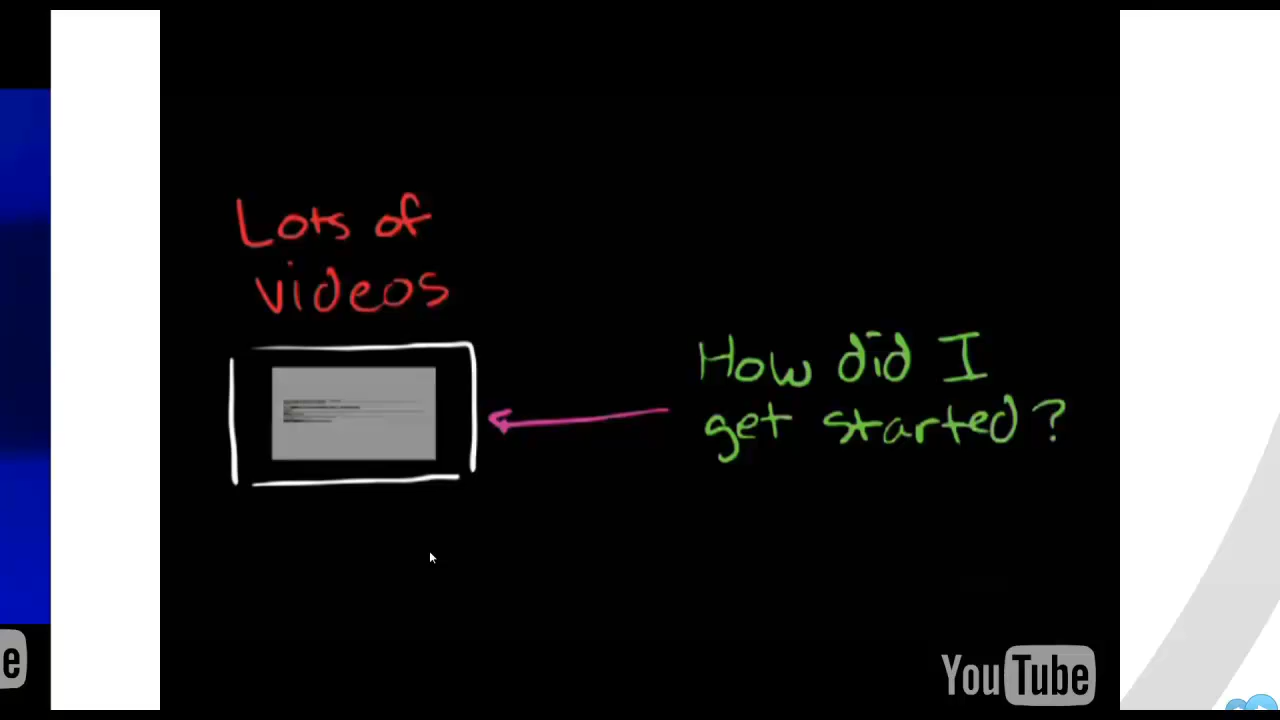 Lots of
videos
How did I
get started?
YouTube
e